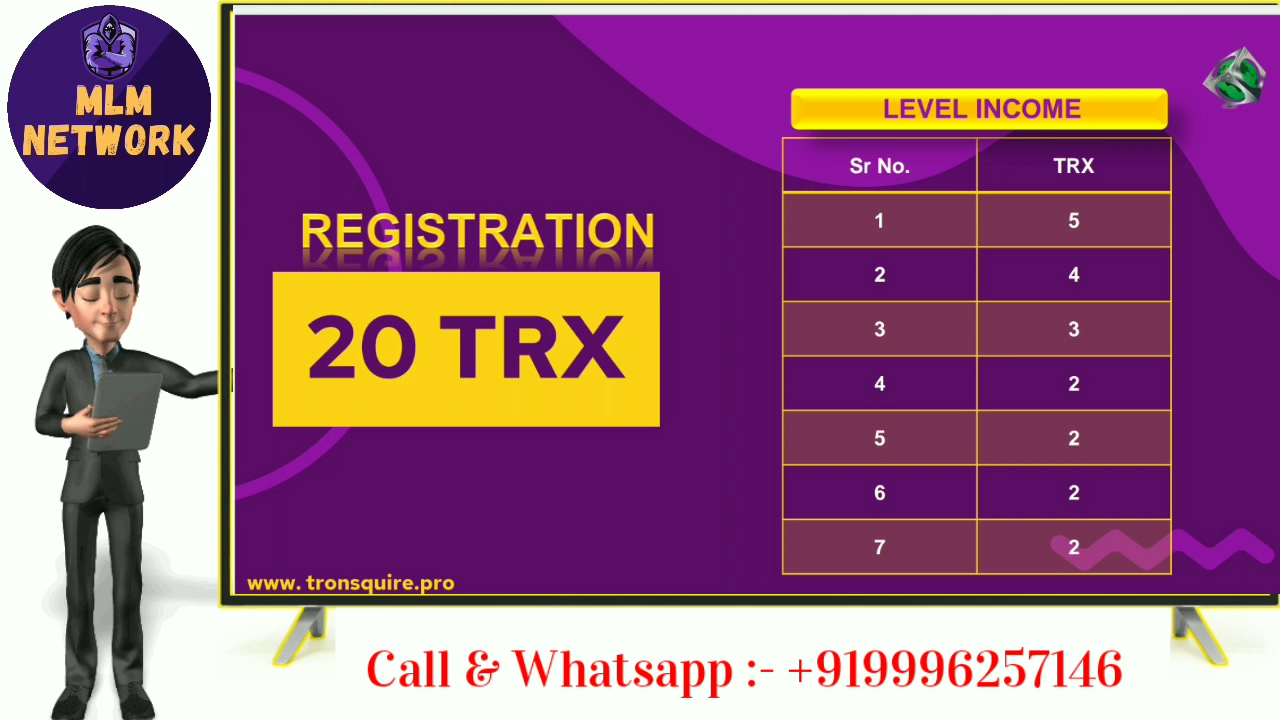 MLM
NETWORK
REGISTRATION
20 TRX
www. tronsquire.pro
LEVEL INCOME
Sr No. TRX
1 5
2 4
3 3
4 2
5 2
6 2
7 2
Call & Whatsapp :- +919996257146